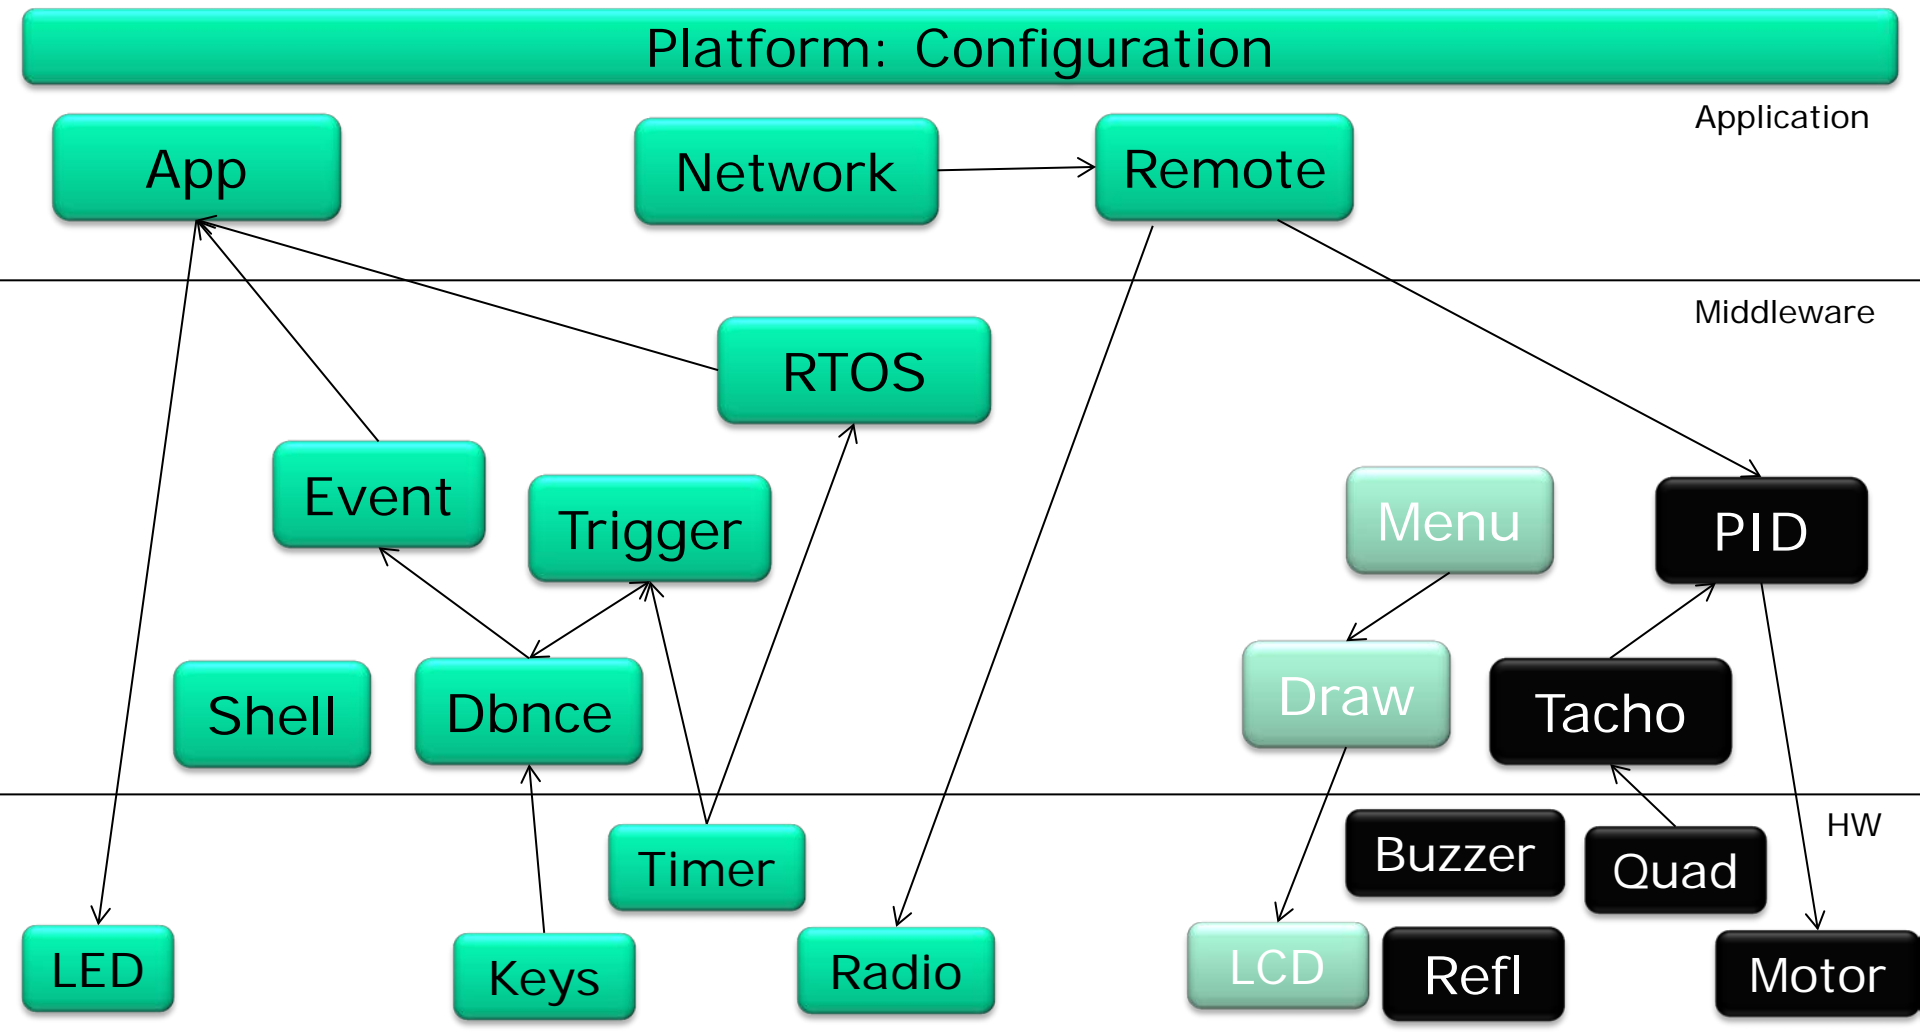 Platform: Configuration
Application
App
Network
Remote
Middleware
RTOS
Event
Trigger
Menu
PID
Shell
Dbnce
Draw
Tacho
HW
Timer
Buzzer
Quad
LED
Keys
Radio
LCD
Refl
Motor